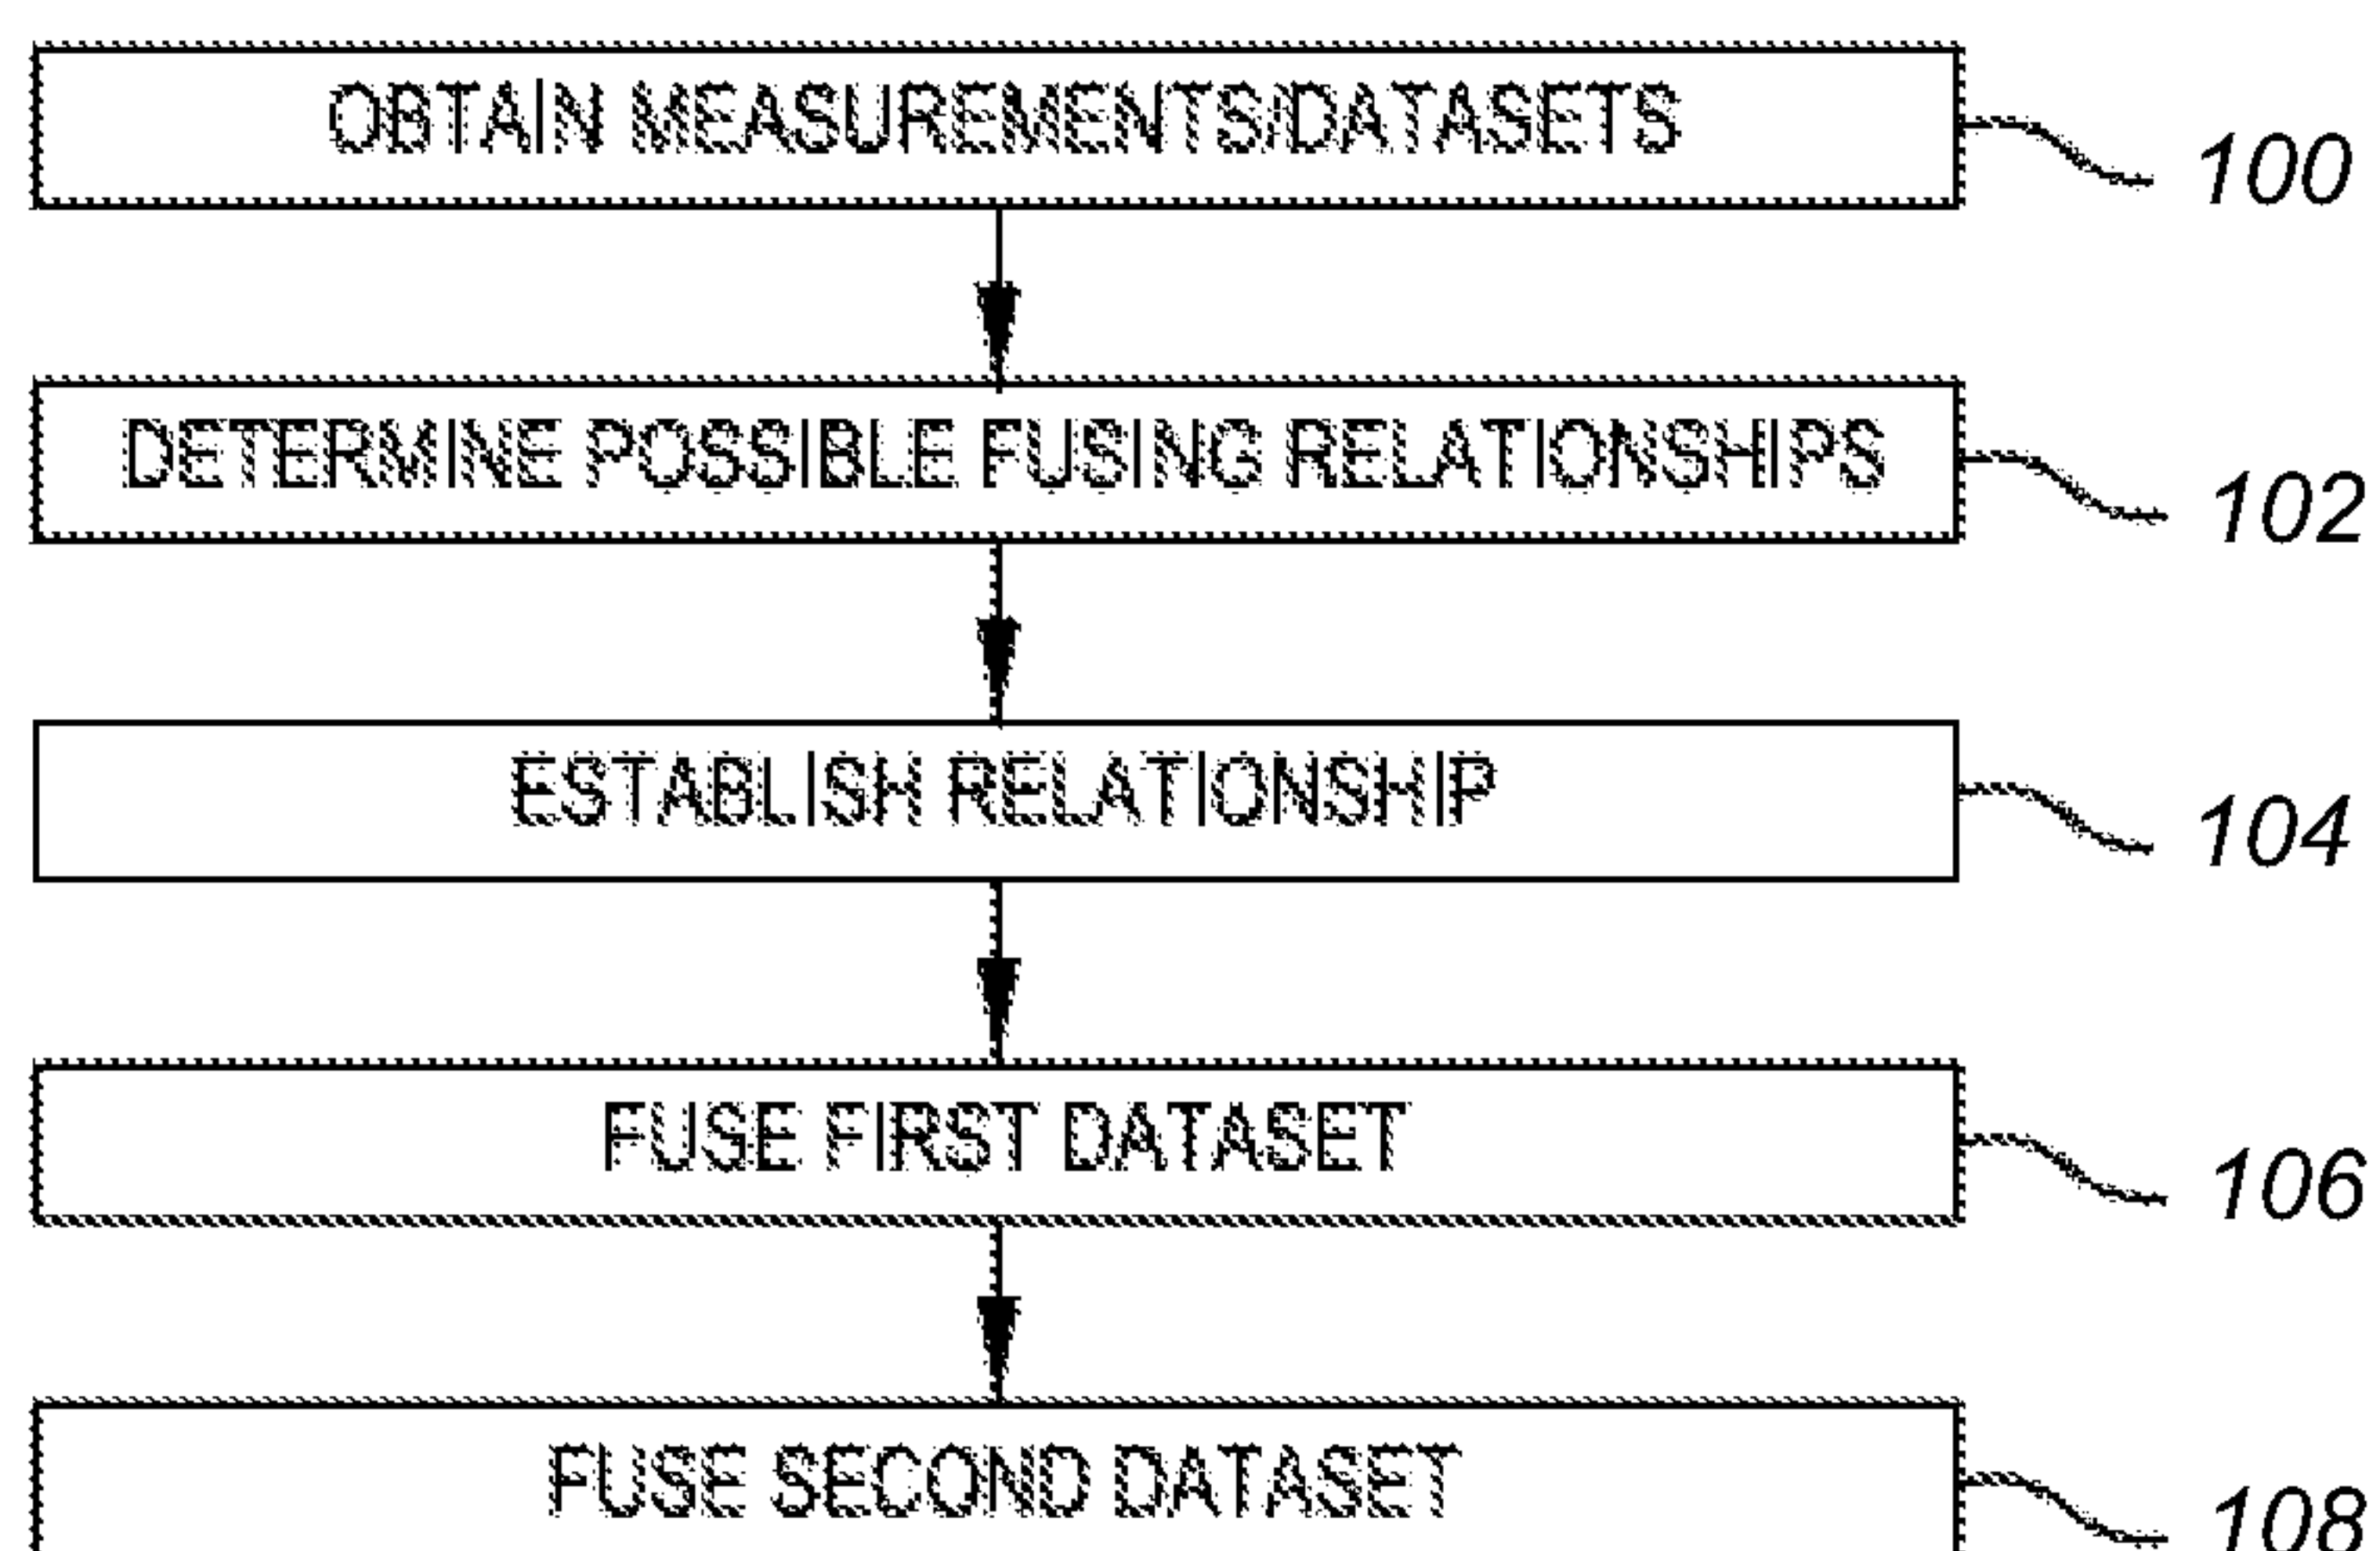 OBTAIN MEASUREMENTS/DATASETS
100
DETERMINE POSSIBLE FUSING RELATIONSHIPS
102
ESTABLISH RELATIONSHIP
104
FUSE FIRST DATASET
106
FUSE SECOND DATASET
108